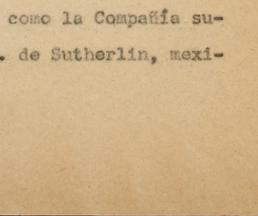 como la Compañía su-
. de Sutherlin, mexi-